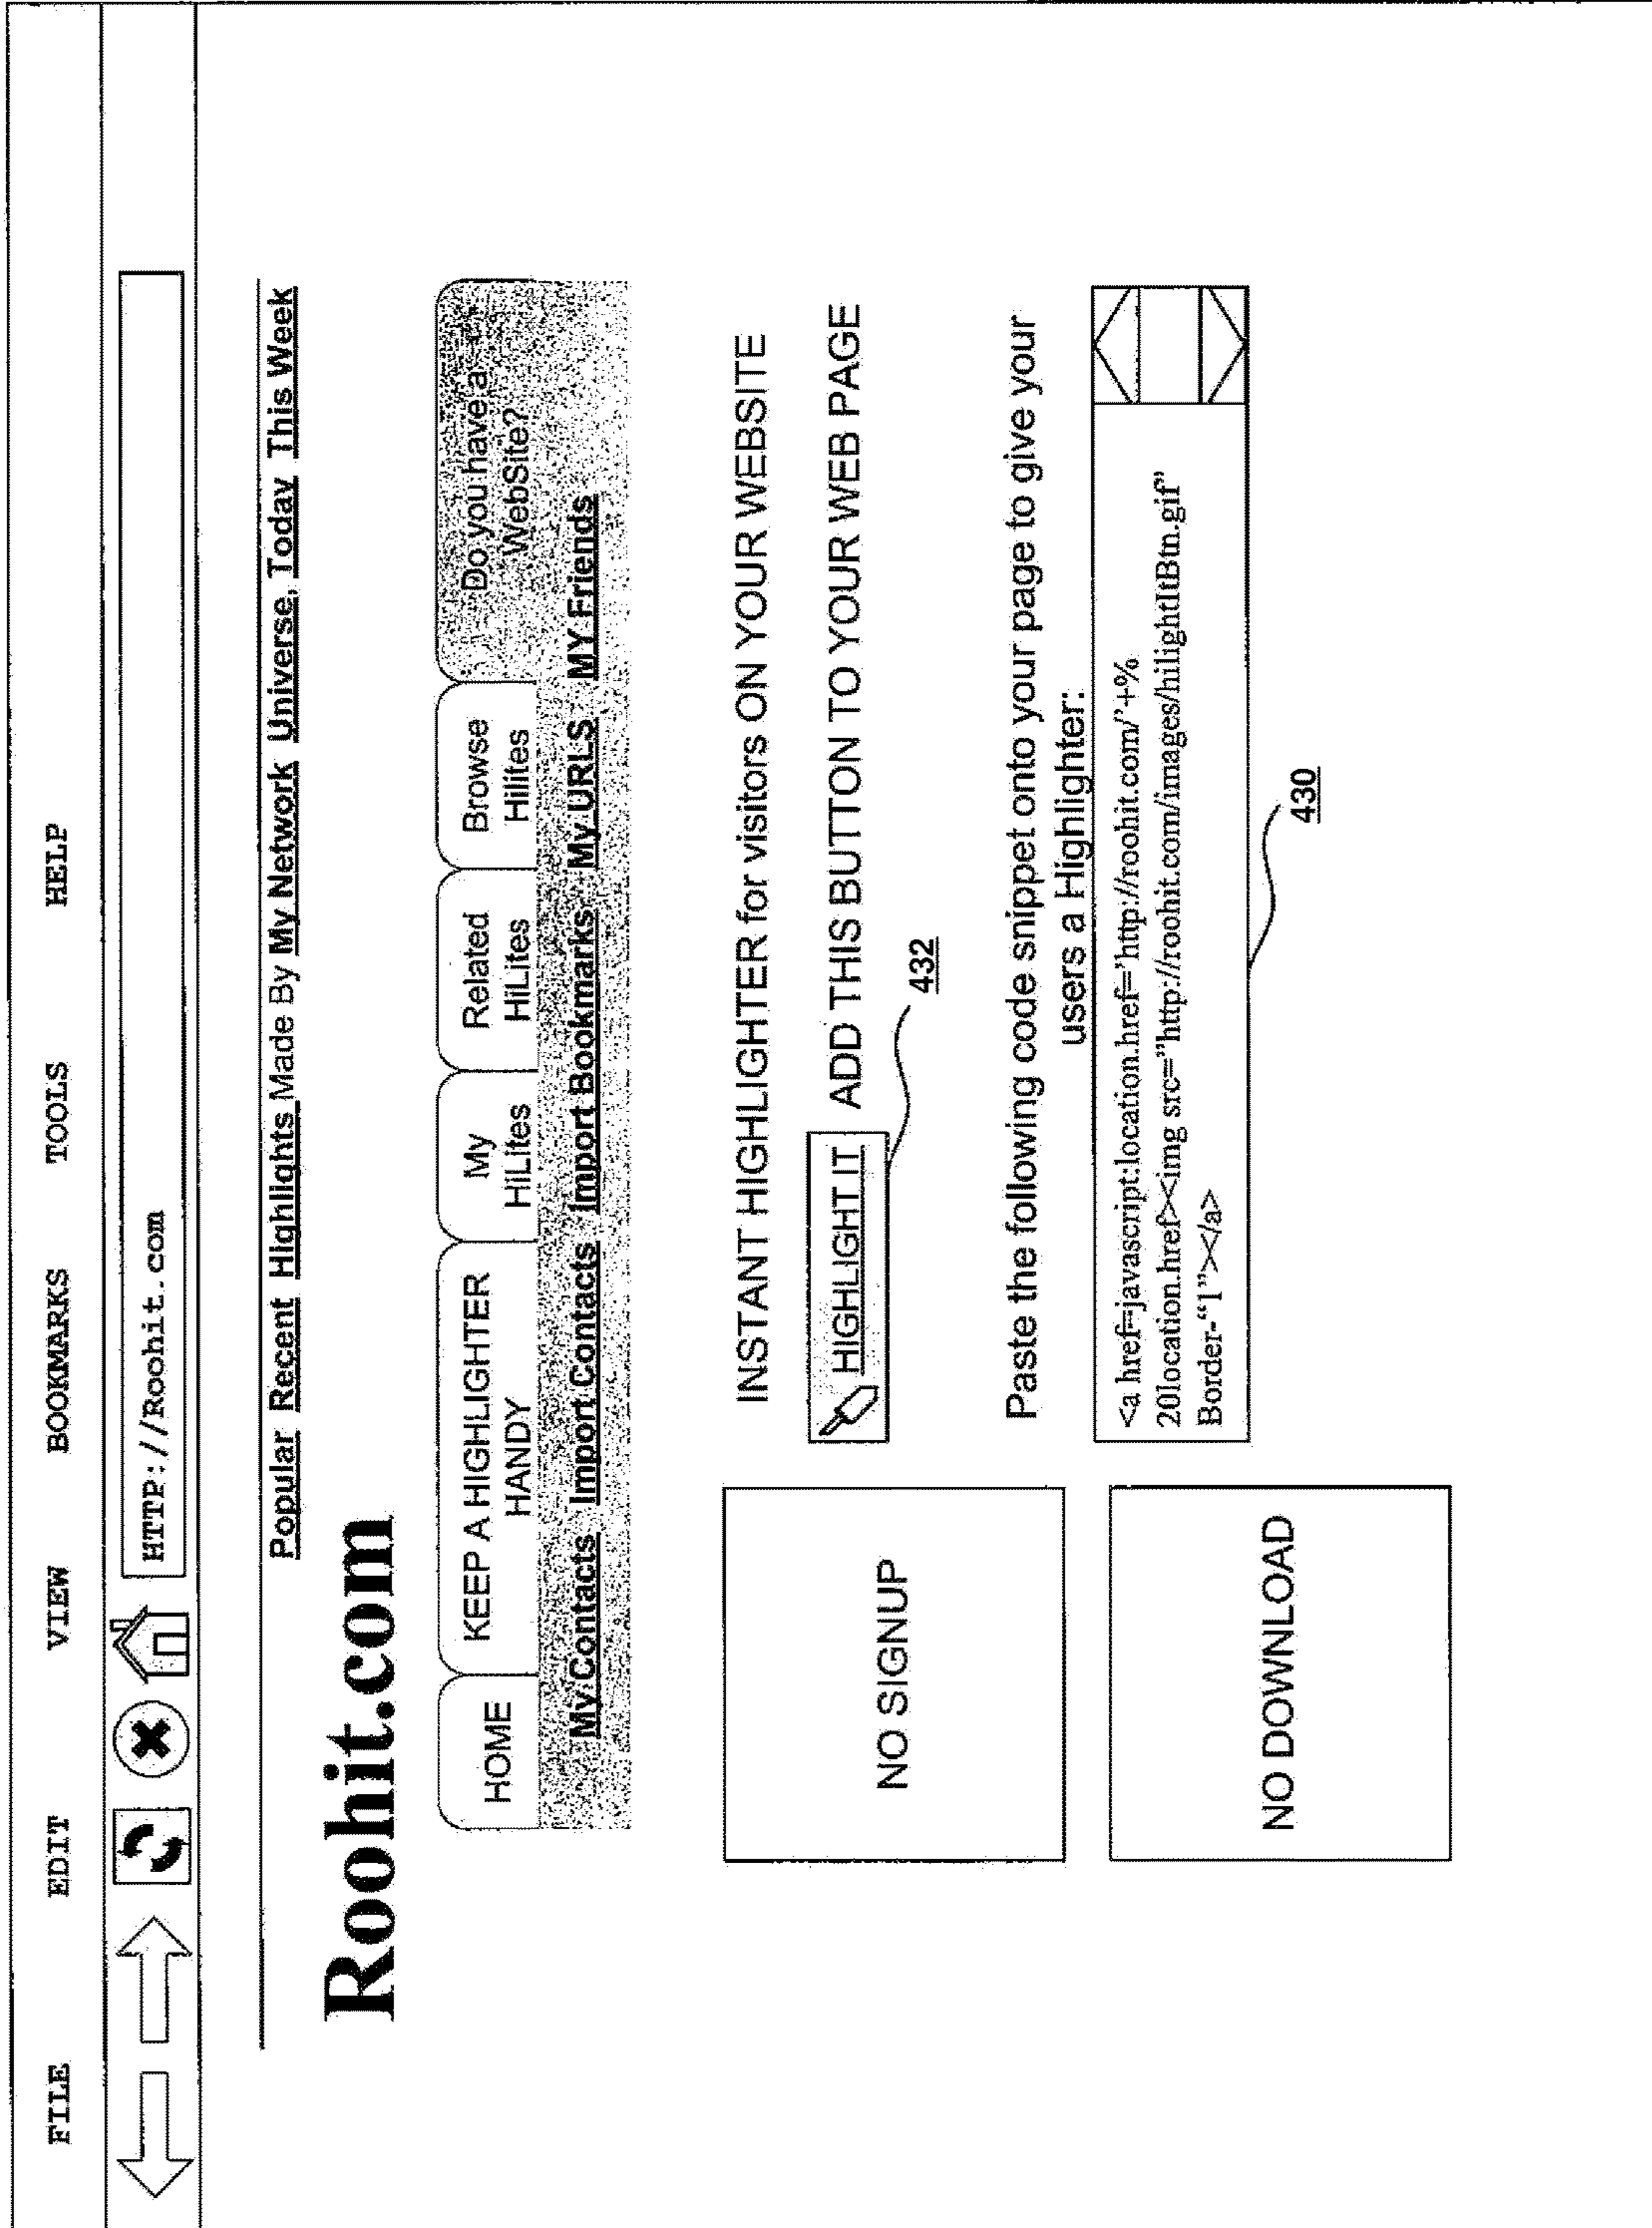 FILE EDIT VIEW BOOKMARKS TOOLS HELP
HTTP://Roohit.com
Popular Recent Highlights Made By My Network Universe, Today This Week
Roohit.com
HOME
KEEP A HIGHLIGHTER
HANDY
My
HiLites
Related
HiLites
Browse
Hilites
Do you have a
WebSite?
My Contacts Import Contacts Import Bookmarks My URLS MY Friends
NO SIGNUP
NO DOWNLOAD
INSTANT HIGHLIGHTER for visitors ON YOUR WEBSITE
HIGHLIGHT IT ADD THIS BUTTON TO YOUR WEB PAGE
432
Paste the following code snippet onto your page to give your
users a Highlighter:
<a href=javascript:location.href='http://roohit.com/'+%
20location.href><img src="http://roohit.com/images/hilightItBtn.gif"
Border-“1”></a>
430